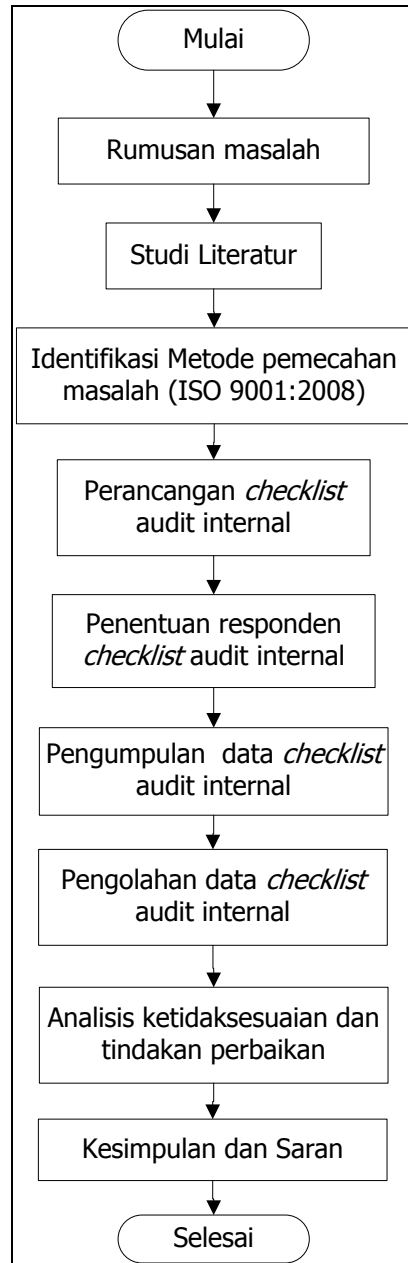 Mulai
Rumusan masalah
Studi Literatur
Identifikasi Metode pemecahan
masalah (ISO 9001:2008)
Perancangan checklist
audit internal
Penentuan responden
checklist audit internal
Pengumpulan data checklist
audit internal
Pengolahan data checklist
audit internal
Analisis ketidaksesuaian dan
tindakan perbaikan
Kesimpulan dan Saran
Selesai